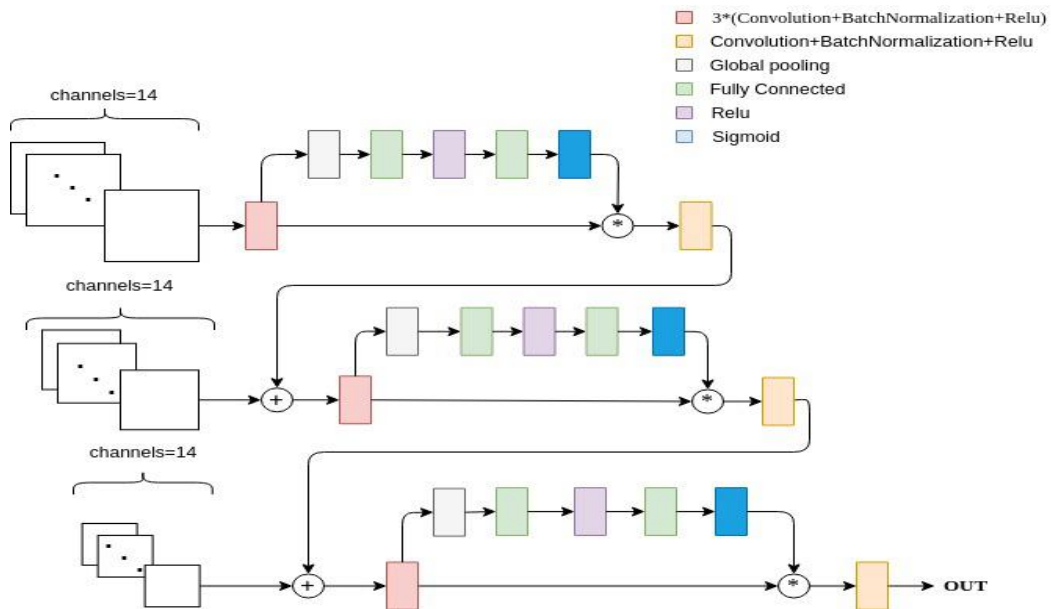 3*(Convolution+BatchNormalization+Relu)
Convolution+BatchNormalization+Relu
Global pooling
Fully Connected
Relu
Sigmoid
channels=14
*
channels=14
+
*
channels=14
+
*
OUT